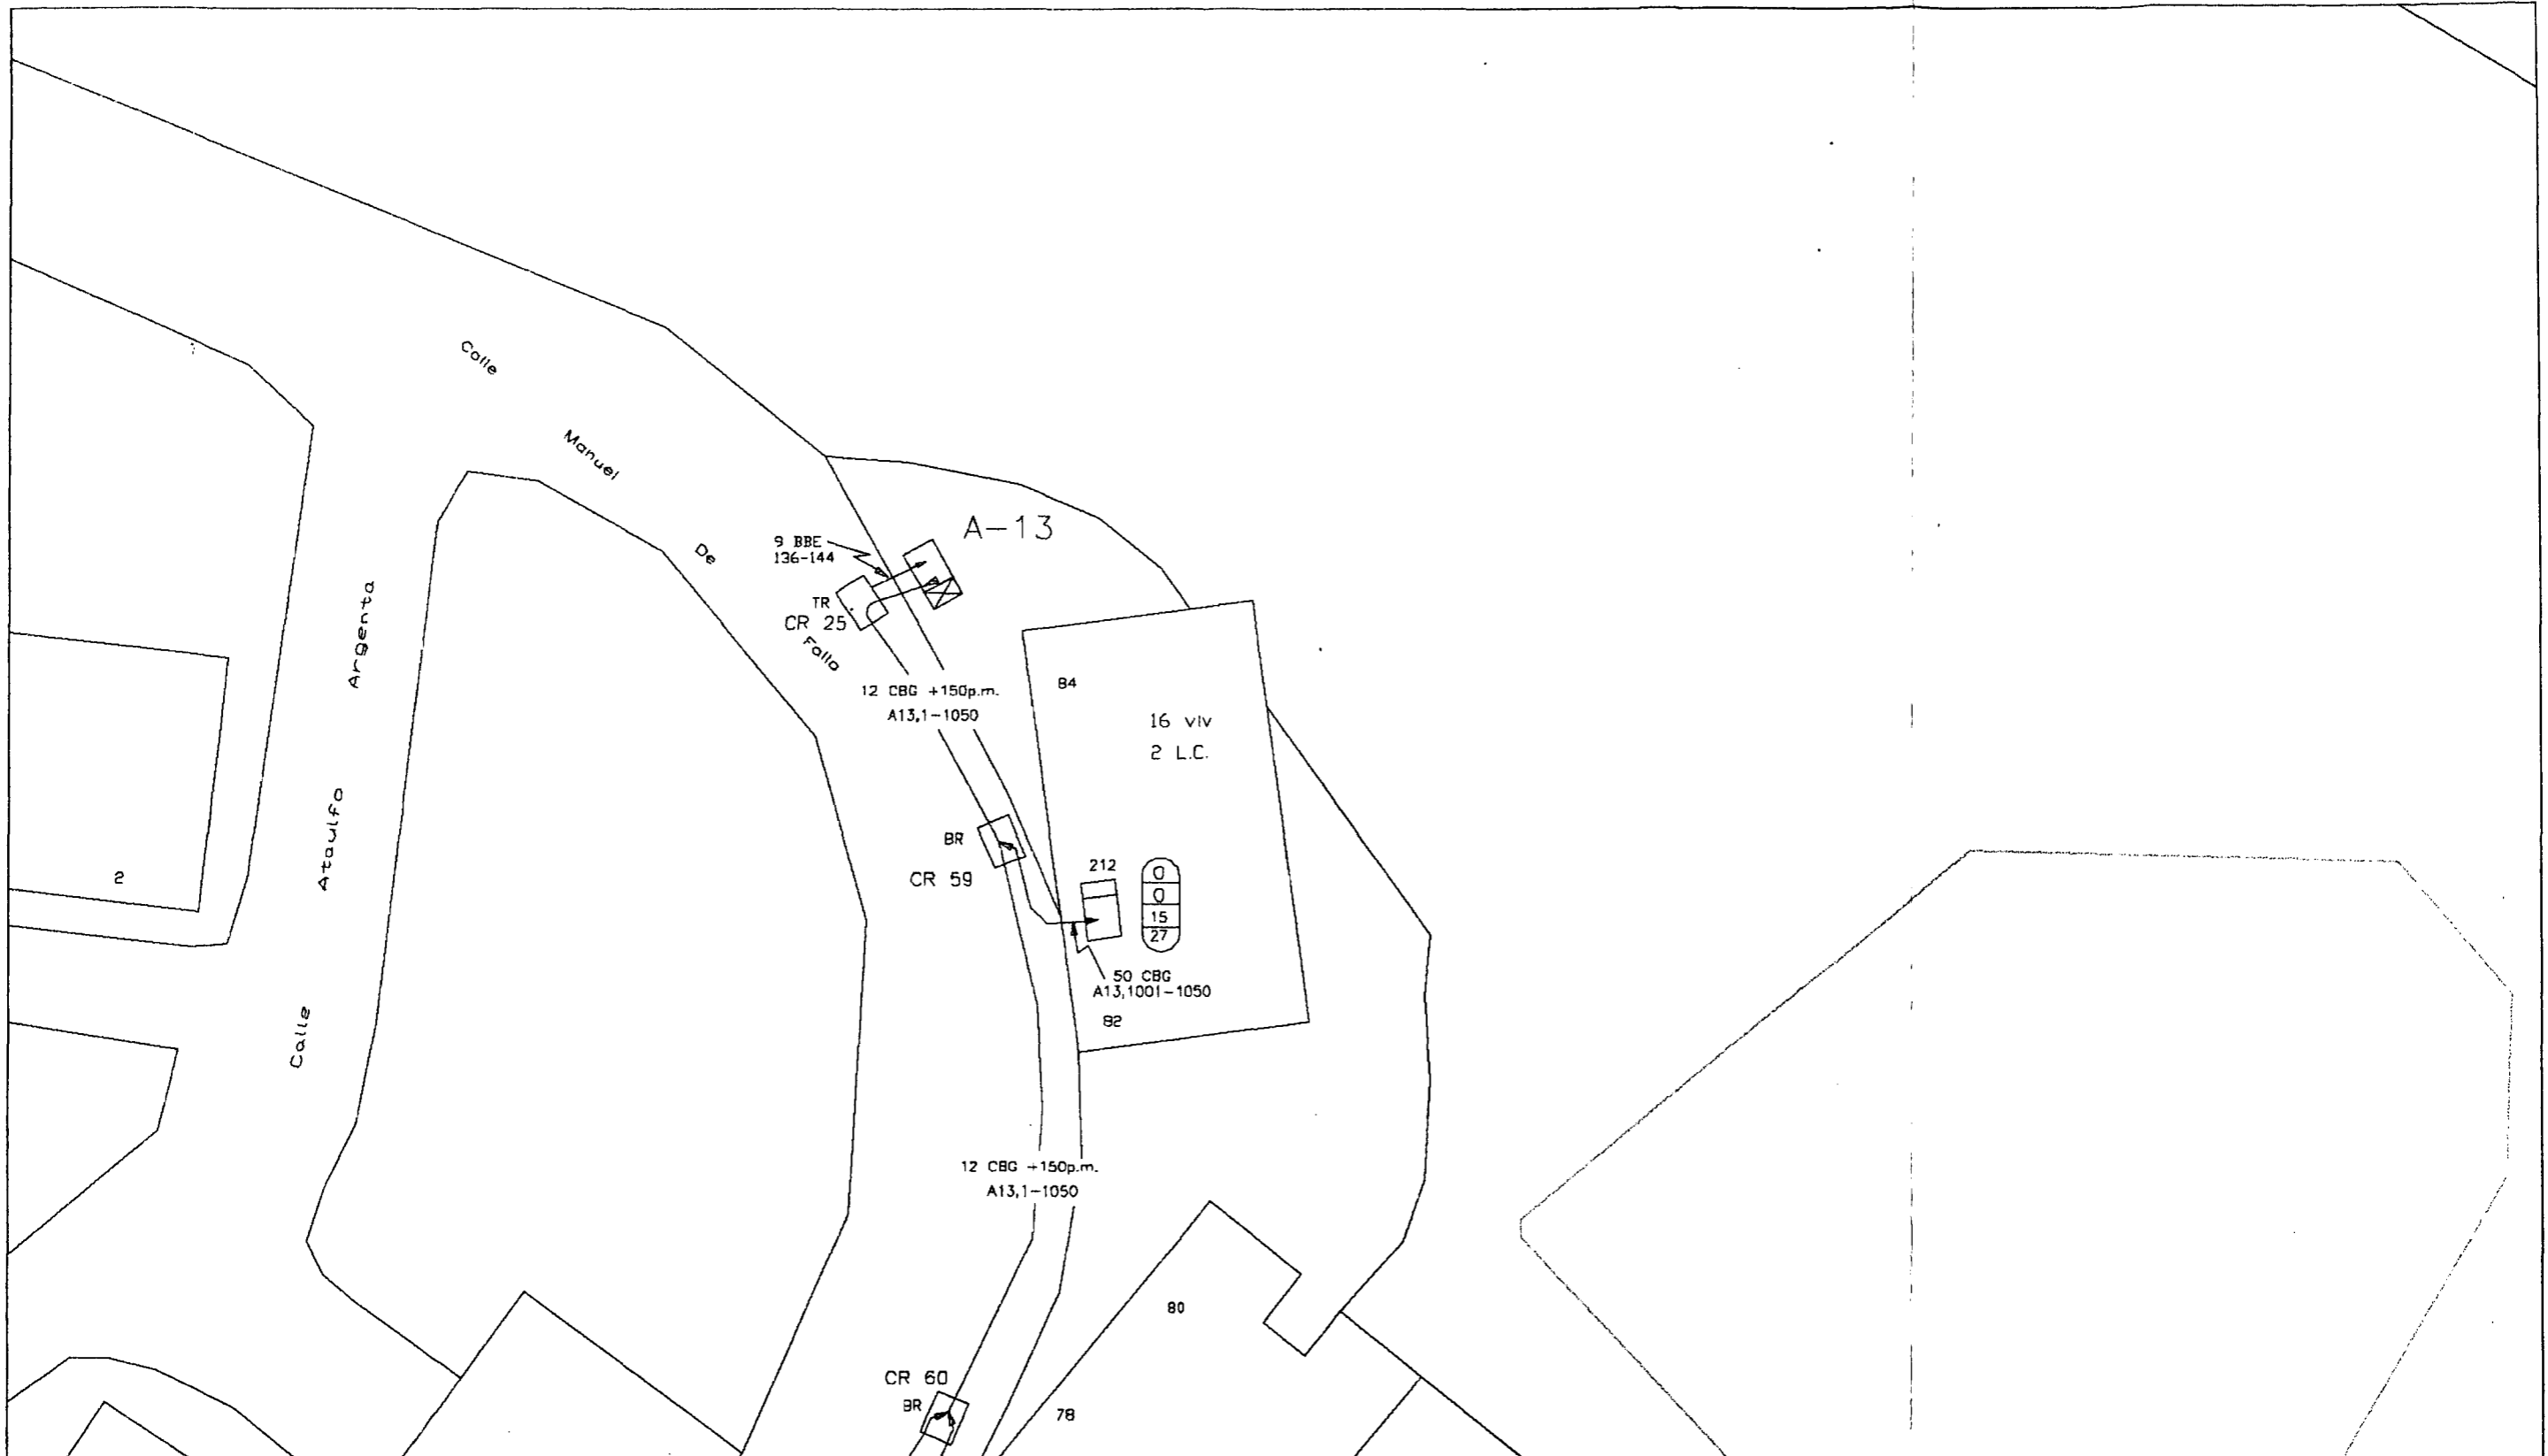 Calle
Manuel
De
Falla
A-13
9 BBE
136-144
TR
CR 25
Argenta
Ataulfo
Calle
12 CBG +150p.m.
A13,1-1050
84
16 viv
2 L.C.
BR
CR 59
212
0
0
15
27
2
50 CBG
A13,1001-1050
82
12 CBG +150p.m.
A13,1-1050
80
CR 60
BR
78